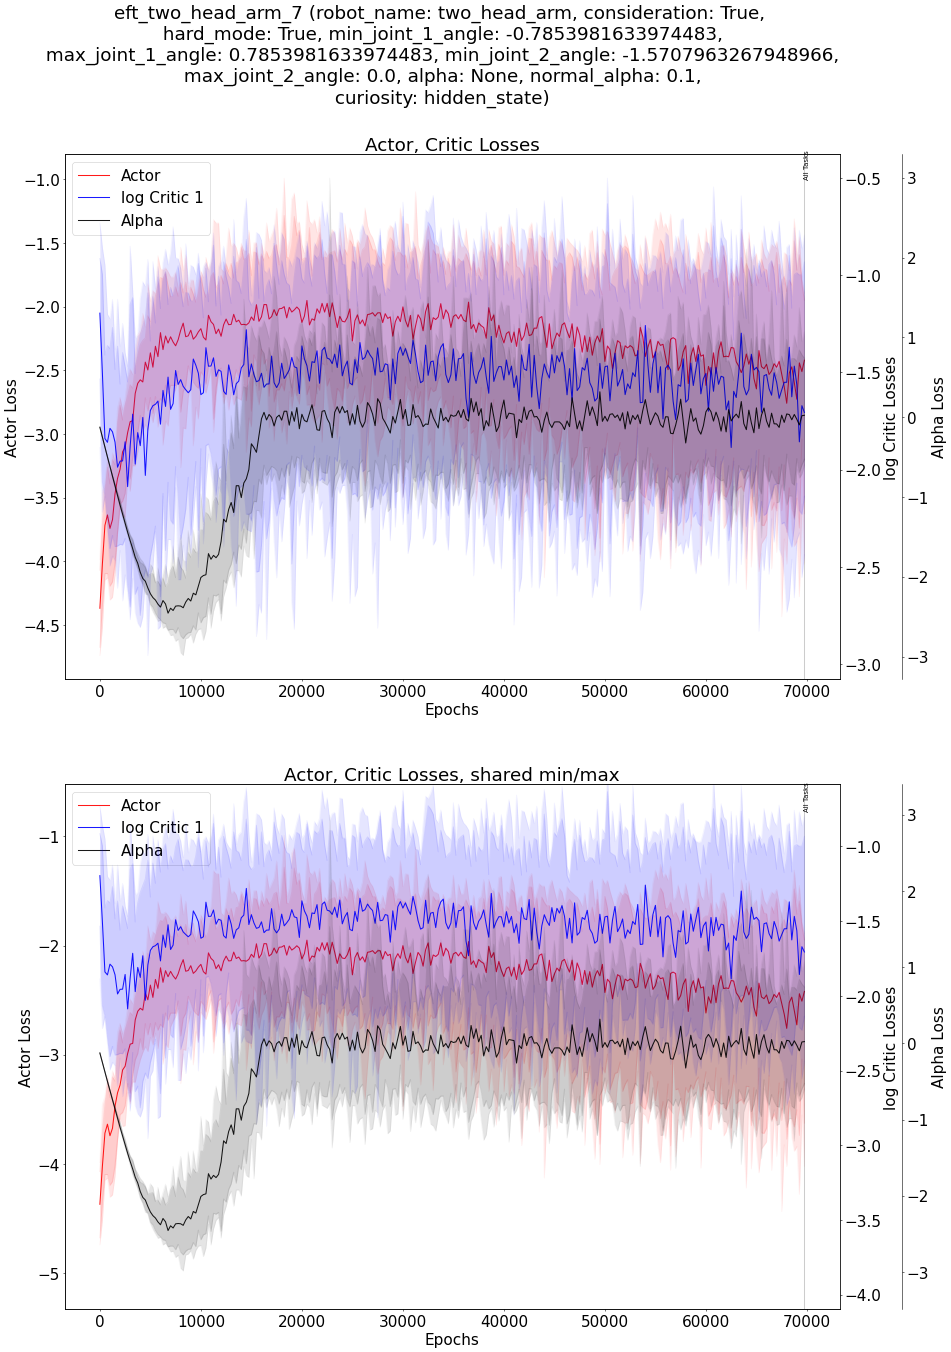 eft_two_head_arm_7 (robot_name: two_head_arm, consideration: True,
hard_mode: True, min_joint_1_angle: -0.7853981633974483,
max_joint_1_angle: 0.7853981633974483, min_joint_2_angle: -1.5707963267948966,
max_joint_2_angle: 0.0, alpha: None, normal_alpha: 0.1,
curiosity: hidden_state)
Actor, Critic Losses
Actor
log Critic 1
Alpha
All Tasks
−1.0
−1.5
−2.0
−2.5
−3.0
−3.5
−4.0
−4.5
Actor Loss
−0.5
−1.0
−1.5
−2.0
−2.5
−3.0
log Critic Losses
3
2
1
0
−1
−2
−3
Alpha Loss
0
10000
20000
30000
40000
50000
60000
70000
Epochs
Actor, Critic Losses, shared min/max
Actor
log Critic 1
Alpha
All Tasks
−1
−2
−3
−4
−5
Actor Loss
−1.0
−1.5
−2.0
−2.5
−3.0
−3.5
−4.0
log Critic Losses
3
2
1
0
−1
−2
−3
Alpha Loss
0
10000
20000
30000
40000
50000
60000
70000
Epochs